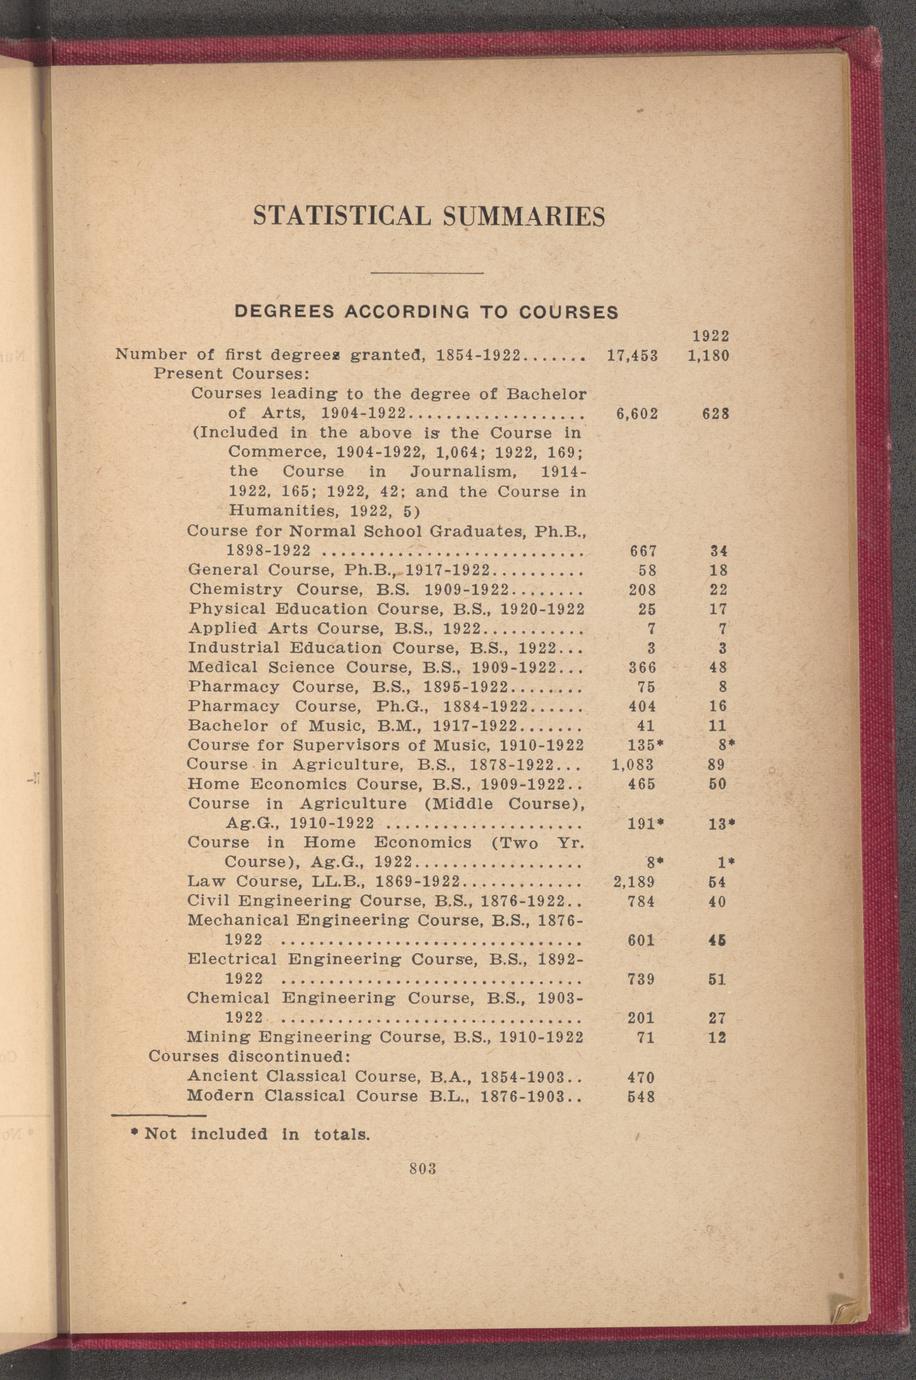 STATISTICAL SUMMARIES
DEGREES ACCORDING TO COURSES
1922
Number of first degrees granted, 1854-1922....... 17,453 1,180
Present Courses:
Courses leading to the degree of Bachelor
of Arts, 1904-1922................... 6,602 628
(Included in the above is the Course in
Commerce, 1904-1922, 1,064; 1922, 169;
the Course in Journalism, 1914-
1922, 165; 1922, 42; and the Course in
Humanities, 1922, 5)
Course for Normal School Graduates, Ph.B.,
1898-1922 ............................ 667 34
General Course, Ph.B., 1917-1922.......... 58 18
Chemistry Course, B.S. 1909-1922........ 208 22
Physical Education Course, B.S., 1920-1922 25 17
Applied Arts Course, B.S., 1922........... 7 7
Industrial Education Course, B.S., 1922... 3 3
Medical Science Course, B.S., 1909-1922... 366 48
Pharmacy Course, B.S., 1895-1922........ 75 8
Pharmacy Course, Ph.G., 1884-1922...... 404 16
Bachelor of Music, B.M., 1917-1922....... 41 11
Course for Supervisors of Music, 1910-1922 135* 8*
Course in Agriculture, B.S., 1878-1922... 1,083 89
Home Economics Course, B.S., 1909-1922.. 465 50
Course in Agriculture (Middle Course),
Ag.G., 1910-1922 ..................... 191* 13*
Course in Home Economics (Two Yr.
Course), Ag.G., 1922.................. 8* 1*
Law Course, LL.B., 1869-1922............. 2,189 54
Civil Engineering Course, B.S., 1876-1922.. 784 40
Mechanical Engineering Course, B.S., 1876-
1922 ................................ 601 45
Electrical Engineering Course, B.S., 1892-
1922 ................................ 739 51
Chemical Engineering Course, B.S., 1903-
1922 ................................ 201 27
Mining Engineering Course, B.S., 1910-1922 71 12
Courses discontinued:
Ancient Classical Course, B.A., 1854-1903.. 470
Modern Classical Course B.L., 1876-1903.. 548
* Not included in totals.
803